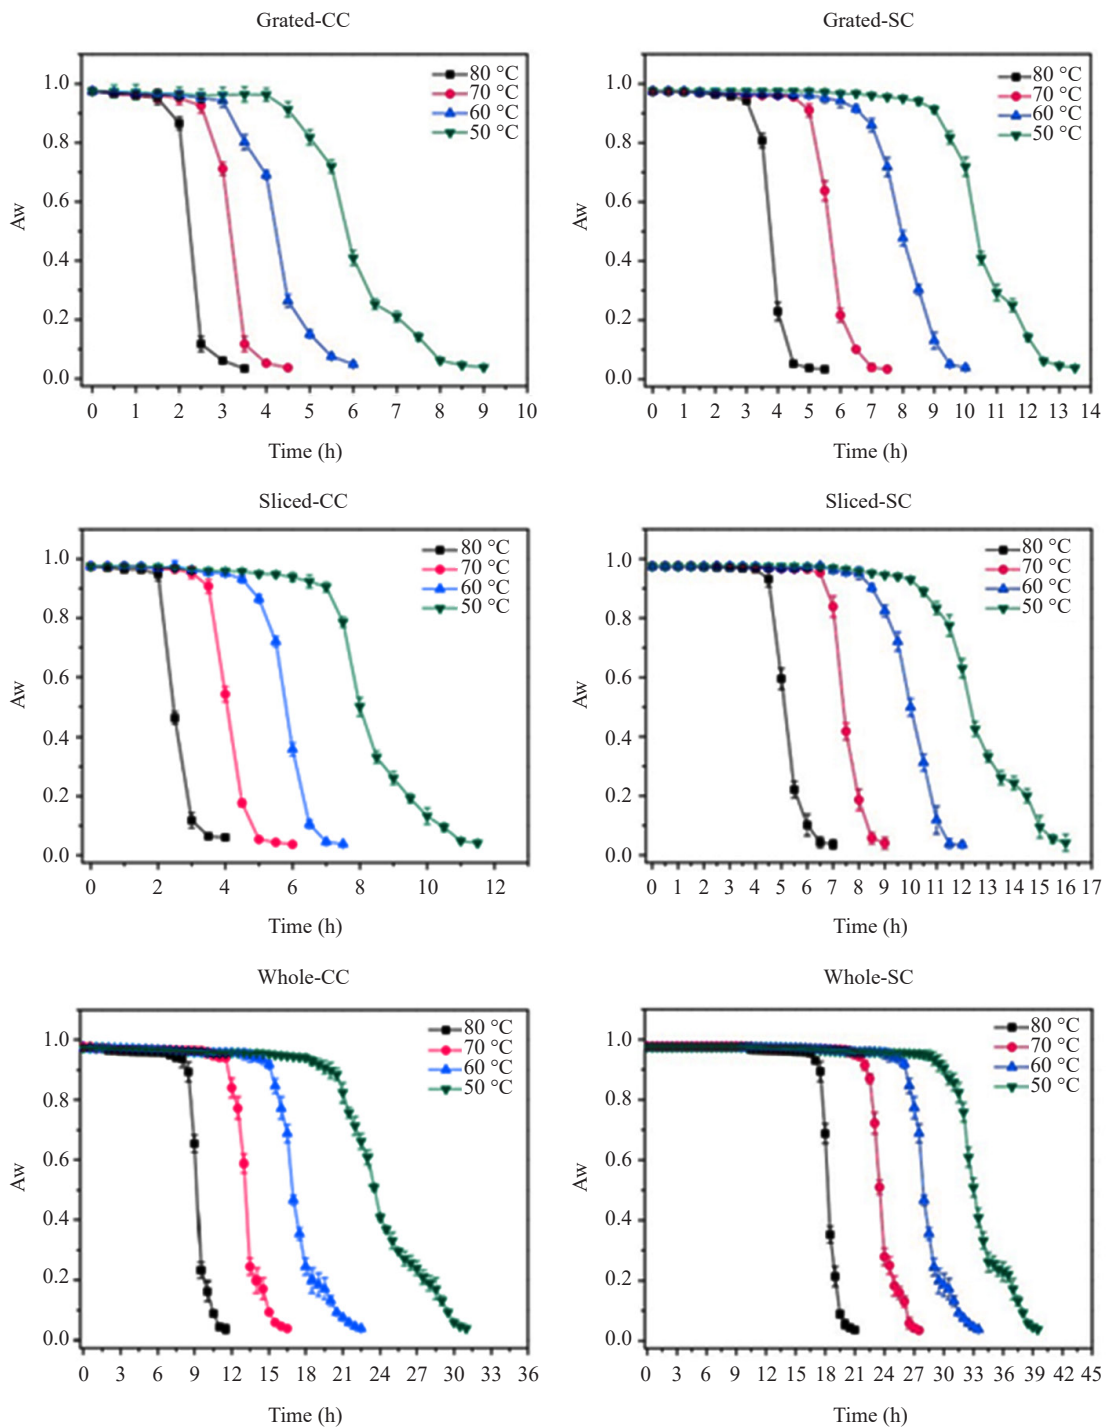 Grated-CC
Aw
1.0
0.8
0.6
0.4
0.2
0.0
80 °C
70 °C
60 °C
50 °C
0 1 2 3 4 5 6 7 8 9 10
Time (h)
Grated-SC
Aw
1.0
0.8
0.6
0.4
0.2
0.0
80 °C
70 °C
60 °C
50 °C
0 1 2 3 4 5 6 7 8 9 10 11 12 13 14
Time (h)
Sliced-CC
Aw
1.0
0.8
0.6
0.4
0.2
0.0
80 °C
70 °C
60 °C
50 °C
0 2 4 6 8 10 12
Time (h)
Sliced-SC
Aw
1.0
0.8
0.6
0.4
0.2
0.0
80 °C
70 °C
60 °C
50 °C
0 1 2 3 4 5 6 7 8 9 10 11 12 13 14 15 16 17
Time (h)
Whole-CC
Aw
1.0
0.8
0.6
0.4
0.2
0.0
80 °C
70 °C
60 °C
50 °C
0 3 6 9 12 15 18 21 24 27 30 33 36
Time (h)
Whole-SC
Aw
1.0
0.8
0.6
0.4
0.2
0.0
80 °C
70 °C
60 °C
50 °C
0 3 6 9 12 15 18 21 24 27 30 33 36 39 42 45
Time (h)